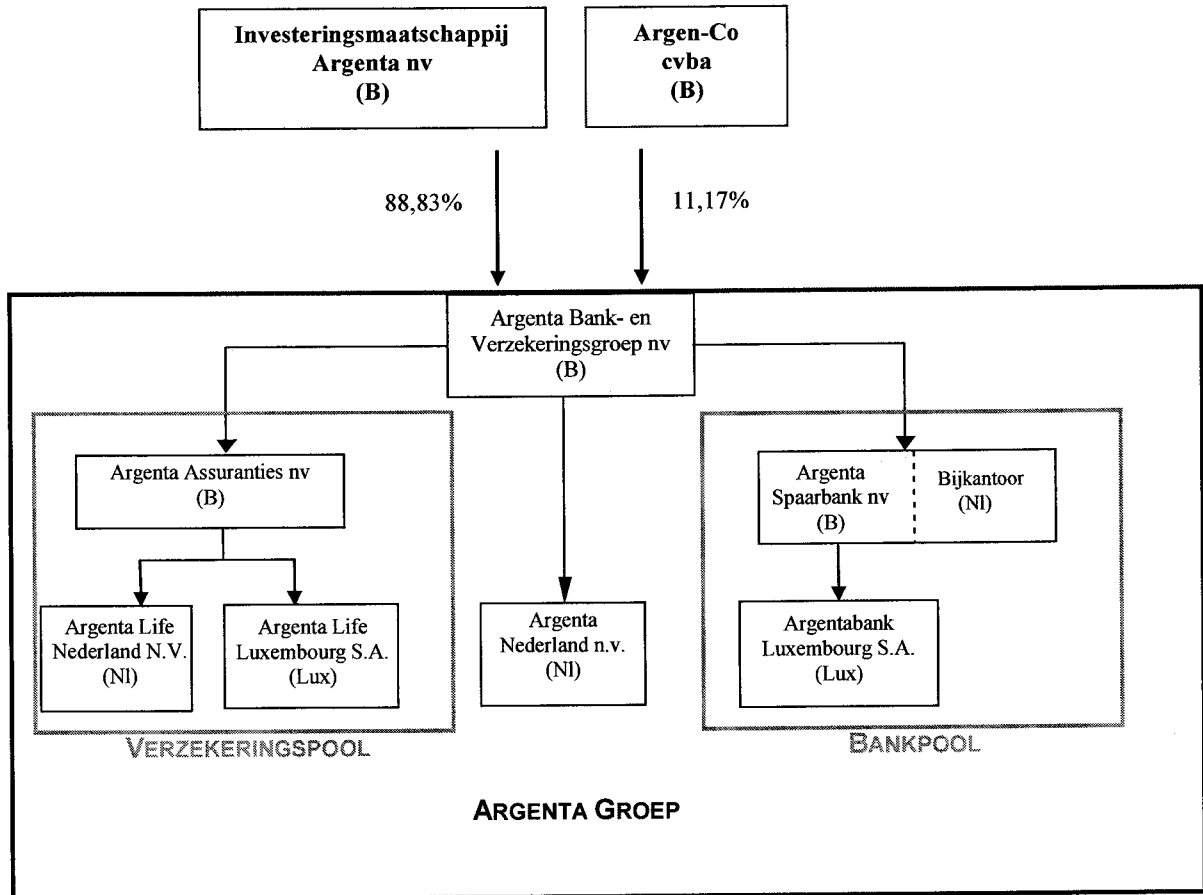 Investeringsmaatschappij
Argenta nv
(B)
Argen-Co
cvba
(B)
88,83%
11,17%
Argenta Bank- en
Verzekeringsgroep nv
(B)
Argenta Assuranties nv
(B)
Argenta
Spaarbank nv
(B)
Bijkantoor
(Nl)
Argenta Life
Nederland N.V.
(Nl)
Argenta Life
Luxembourg S.A.
(Lux)
Argenta
Nederland n.v.
(Nl)
Argentabank
Luxembourg S.A.
(Lux)
VERZEKERINGSPOOL
BANKPOOL
ARGENTA GROEP